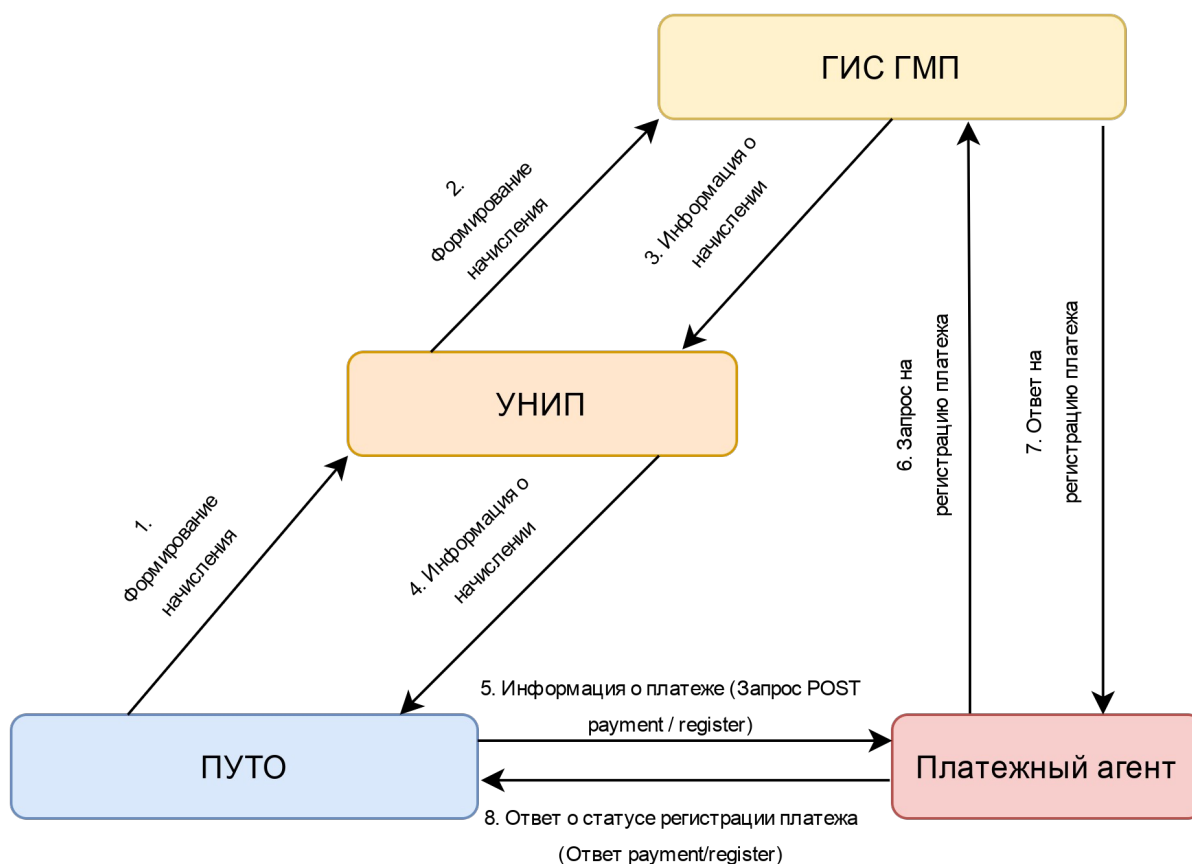 ГИС ГМП
2.
Формирование
начисления
3. Информация о
начислении
УНИП
6. Запрос на
регистрацию платежа
7. Ответ на
регистрацию платежа
1.
Формирование
начисления
4. Информация о
начислении
5. Информация о платеже (Запрос POST
payment / register)
ПУТО
Платежный агент
8. Ответ о статусе регистрации платежа
(Ответ payment/register)